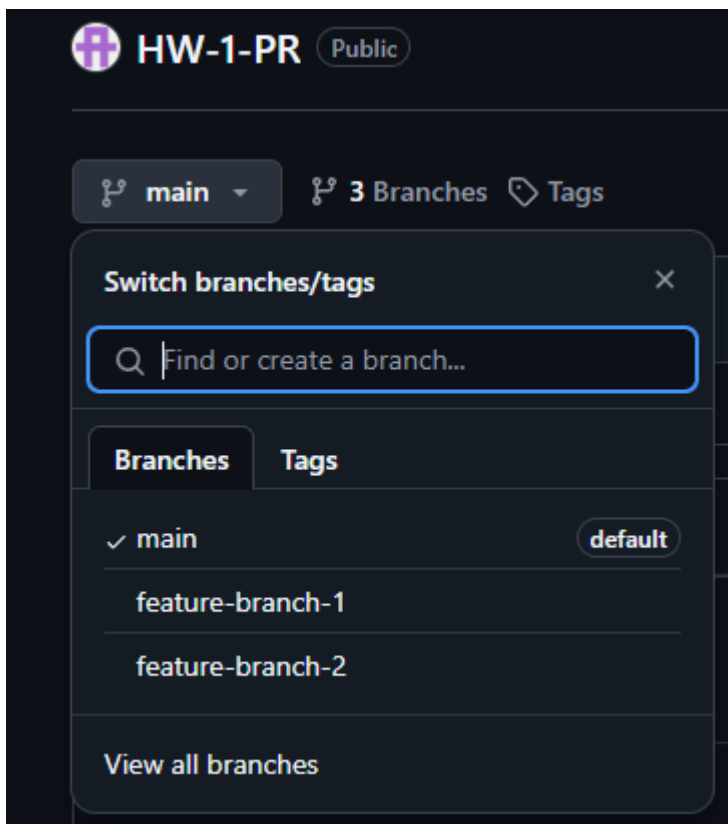 HW-1-PR Public
main 3 Branches Tags
Switch branches/tags
Find or create a branch...
Branches Tags
main default
feature-branch-1
feature-branch-2
View all branches